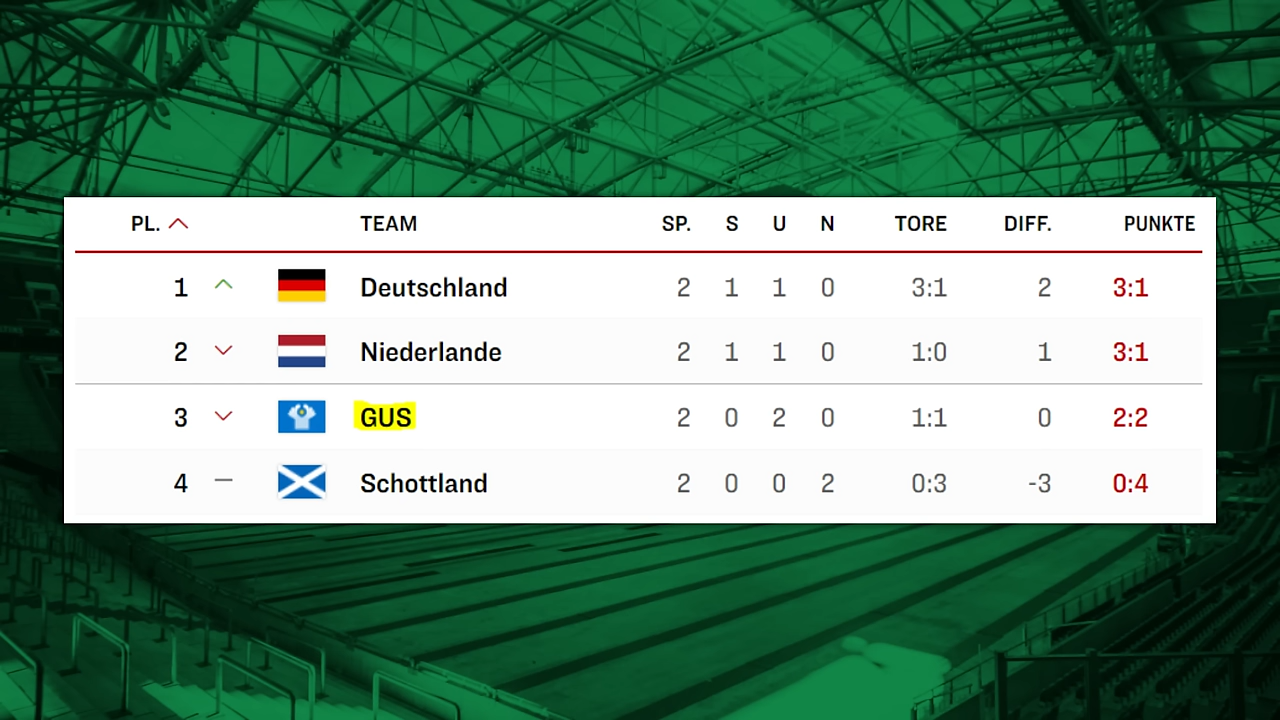 PL. TEAM SP. S U N TORE DIFF. PUNKTE
1 Deutschland 2 1 1 0 3:1 2 3:1
2 Niederlande 2 1 1 0 1:0 1 3:1
3 GUS 2 0 2 0 1:1 0 2:2
4 Schottland 2 0 0 2 0:3 -3 0:4